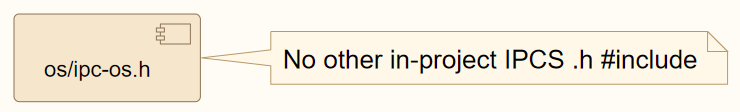 os/ipc-os.h
No other in-project IPCS .h #include